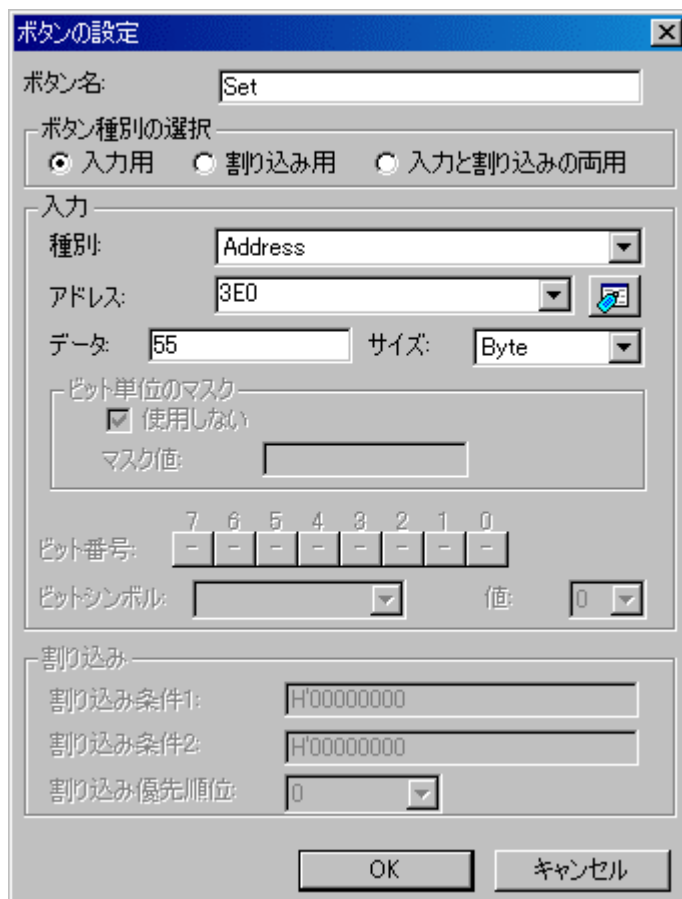 ボタンの設定
ボタン名: Set
ボタン種別の選択
入力用 割り込み用 入力と割り込みの両用
入力
種別: Address
アドレス: 3E0
データ: 55 サイズ: Byte
ビット単位のマスク
使用しない
マスク値:
7 6 5 4 3 2 1 0
ビット番号: - - - - - - - -
ビットシンボル: 値: 0
割り込み
割り込み条件1: H'00000000
割り込み条件2: H'00000000
割り込み優先順位: 0
OK キャンセル